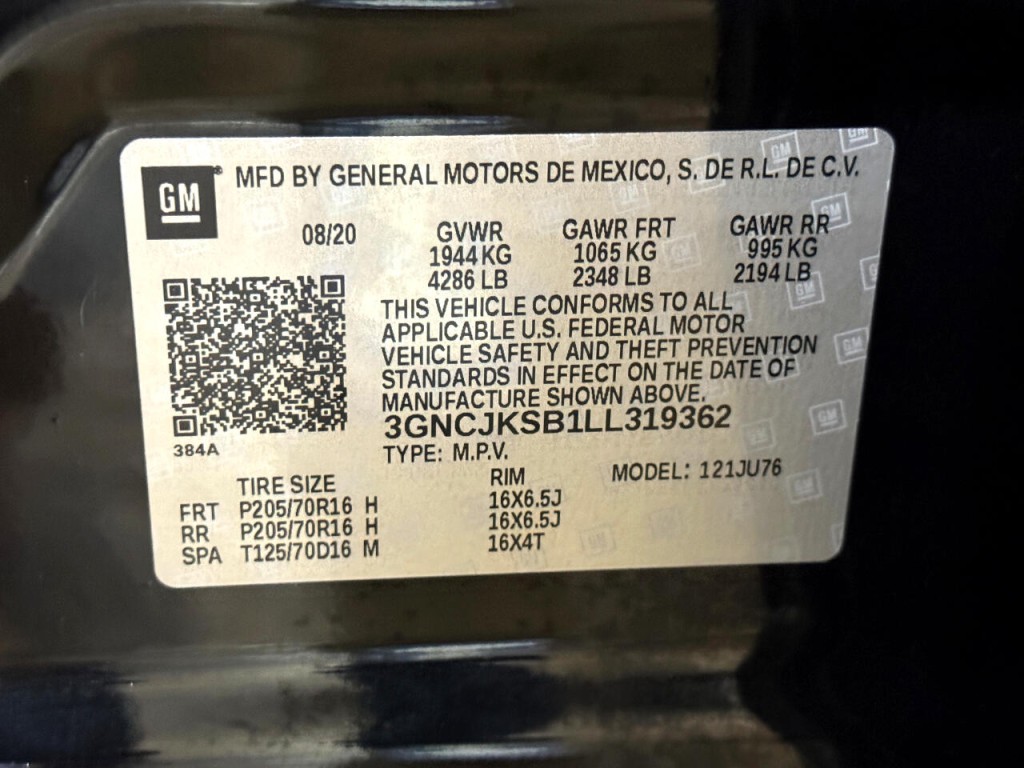 GM
MFD BY GENERAL MOTORS DE MEXICO, S. DE R.L. DE C.V.
08/20 GVWR GAWR FRT GAWR RR
1944 KG 1065 KG 995 KG
4286 LB 2348 LB 2194 LB
THIS VEHICLE CONFORMS TO ALL
APPLICABLE U.S. FEDERAL MOTOR
VEHICLE SAFETY AND THEFT PREVENTION
STANDARDS IN EFFECT ON THE DATE OF
MANUFACTURE SHOWN ABOVE.
3GNCJKSB1LL319362
384A
TYPE: M.P.V. MODEL: 121JU76
TIRE SIZE RIM
FRT P205/70R16 H 16X6.5J
RR P205/70R16 H 16X6.5J
SPA T125/70D16 M 16X4T